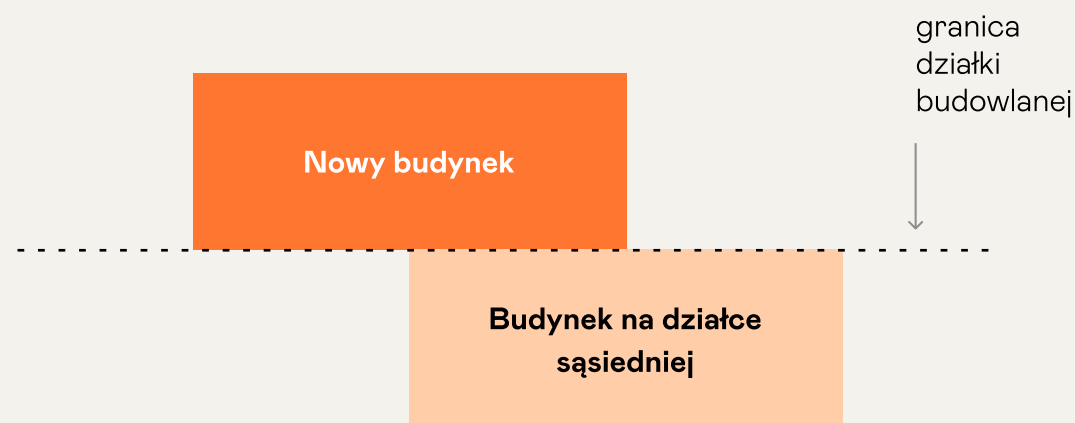 granica
działki
budowlanej
Nowy budynek
Budynek na działce
sąsiedniej